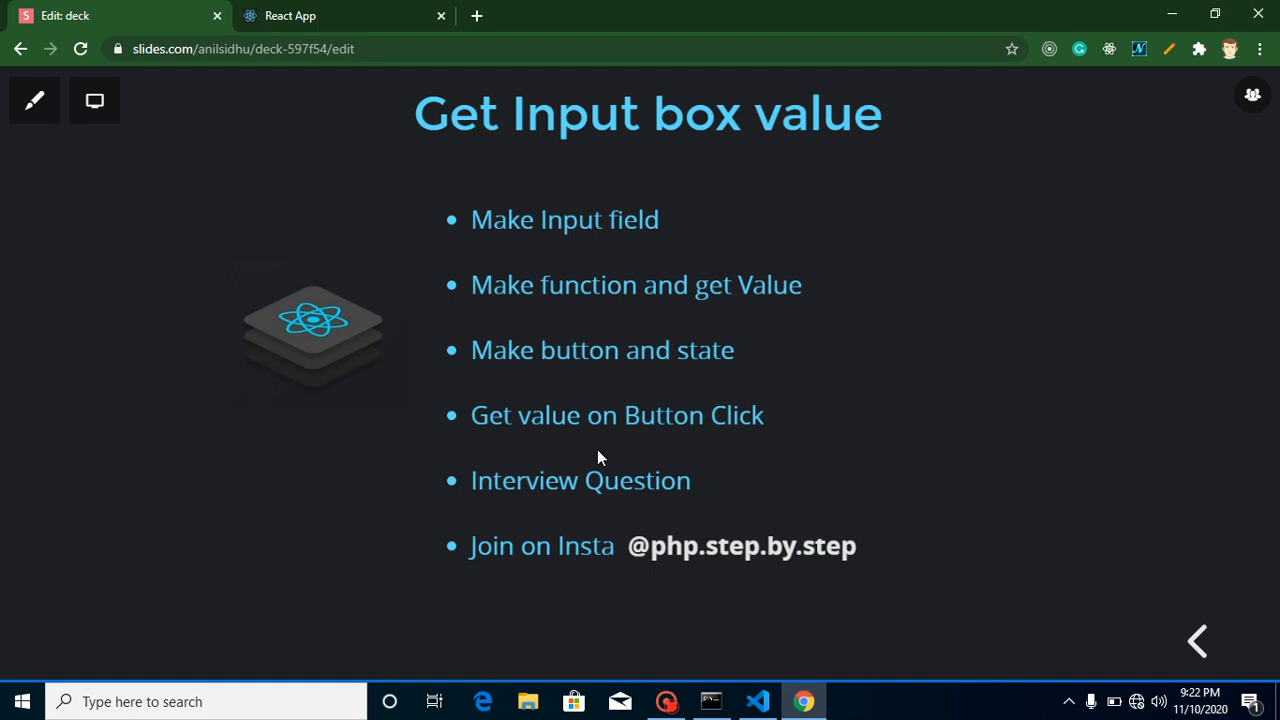 Edit: deck
React App
slides.com/anilsidhu/deck-597f54/edit
Get Input box value
Make Input field
Make function and get Value
Make button and state
Get value on Button Click
Interview Question
Join on Insta @php.step.by.step
Type here to search
9:22 PM
11/10/2020
1